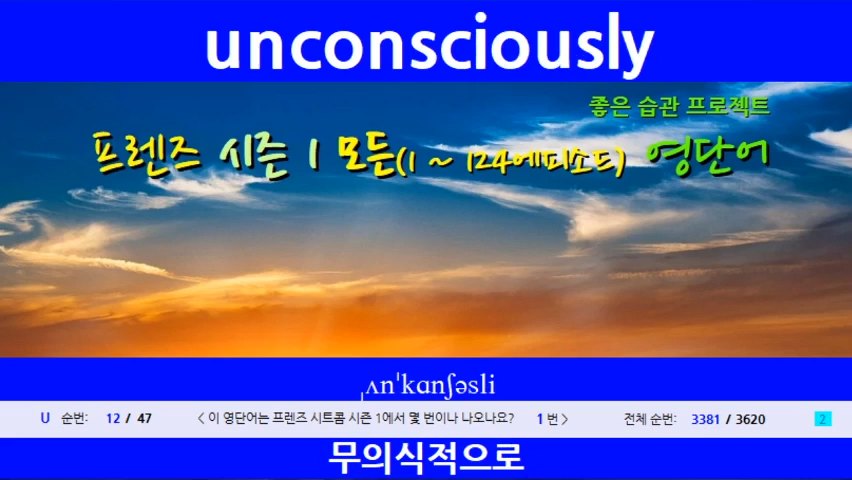 unconsciously
좋은 습관 프로젝트
프렌즈 시즌 1 모든(1 ~ 124에피소드) 영단어
ˌʌnˈkɑnʃəsli
U 순번: 12 / 47 < 이 영단어는 프렌즈 시트콤 시즌 1에서 몇 번이나 나오나요? 1 번 > 전체 순번: 3381 / 3620 2
무의식적으로